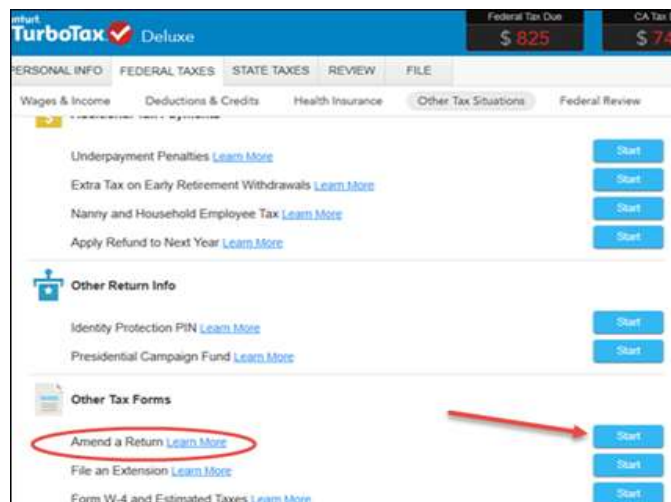 intuit
TurboTax Deluxe
Federal Tax Due
$ 825
CA Tax
$ 74
PERSONAL INFO FEDERAL TAXES STATE TAXES REVIEW FILE
Wages & Income Deductions & Credits Health Insurance Other Tax Situations Federal Review
Underpayment Penalties Learn More Start
Extra Tax on Early Retirement Withdrawals Learn More Start
Nanny and Household Employee Tax Learn More Start
Apply Refund to Next Year Learn More Start
Other Return Info
Identity Protection PIN Learn More Start
Presidential Campaign Fund Learn More Start
Other Tax Forms
Amend a Return Learn More Start
File an Extension Learn More Start
Form W-4 and Estimated Taxes Learn More Start